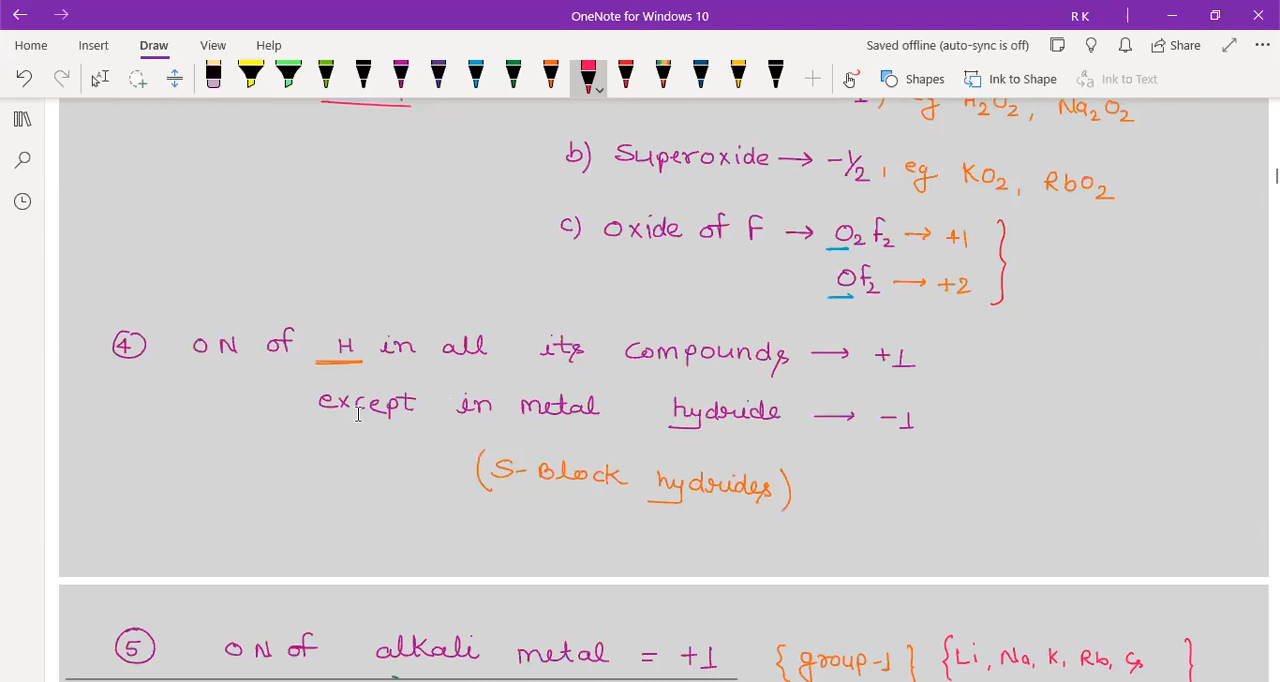 OneNote for Windows 10
R K
Home Insert Draw View Help
Saved offline (auto-sync is off)
Share
Shapes
Ink to Shape
Ink to Text
, eg H2O2, Na2O2
b) Superoxide → -1/2, eg KO2, RbO2
c) Oxide of F → O2F2 → +1
OF2 → +2
④ ON of H in all its compounds → +1
except in metal hydride → -1
(S-Block hydrides)
⑤ ON of alkali metal = +1 {group-1} {Li, Na, K, Rb, Cs }